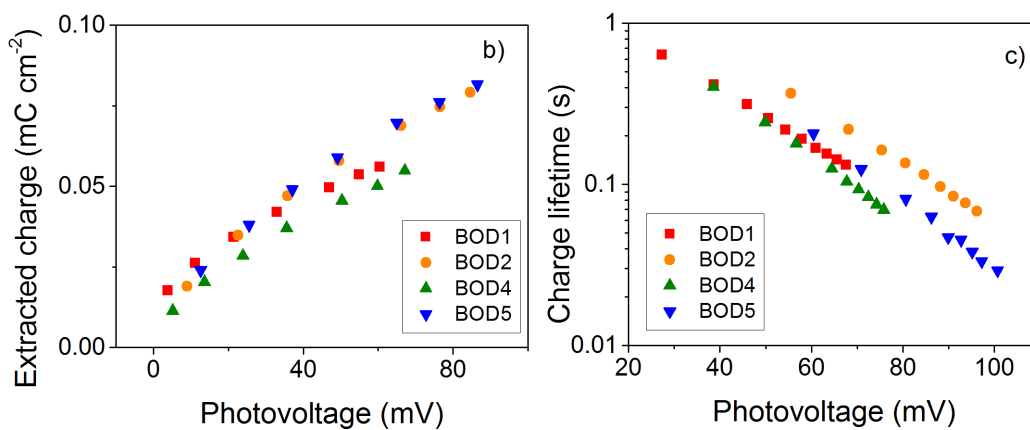 b)
Extracted charge (mC cm-2)
0.10
0.05
0.00
0
40
80
Photovoltage (mV)
BOD1
BOD2
BOD4
BOD5
c)
Charge lifetime (s)
1
0.1
0.01
20
40
60
80
100
Photovoltage (mV)
BOD1
BOD2
BOD4
BOD5